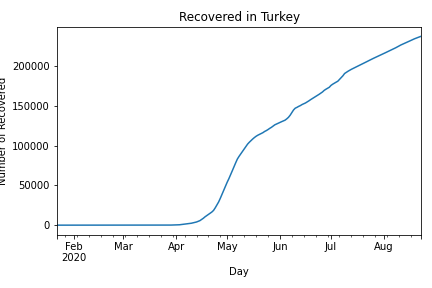 Recovered in Turkey
Number of Recovered
200000
150000
100000
50000
0
Feb Mar Apr May Jun Jul Aug
2020
Day